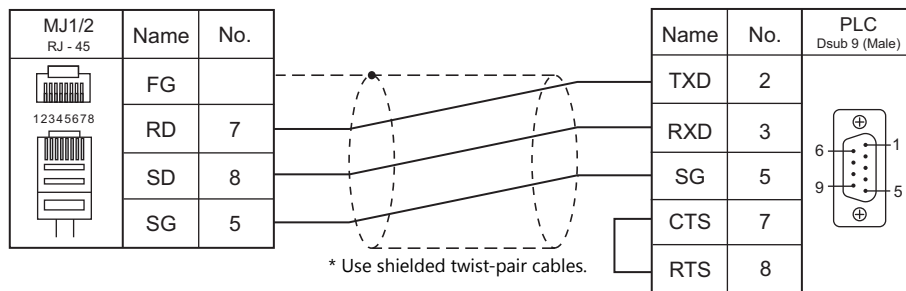 MJ1/2
RJ - 45
Name
No.
FG
RD
7
SD
8
SG
5
12345678
* Use shielded twist-pair cables.
Name
No.
PLC
Dsub 9 (Male)
TXD
2
RXD
3
SG
5
CTS
7
RTS
8
6
1
9
5